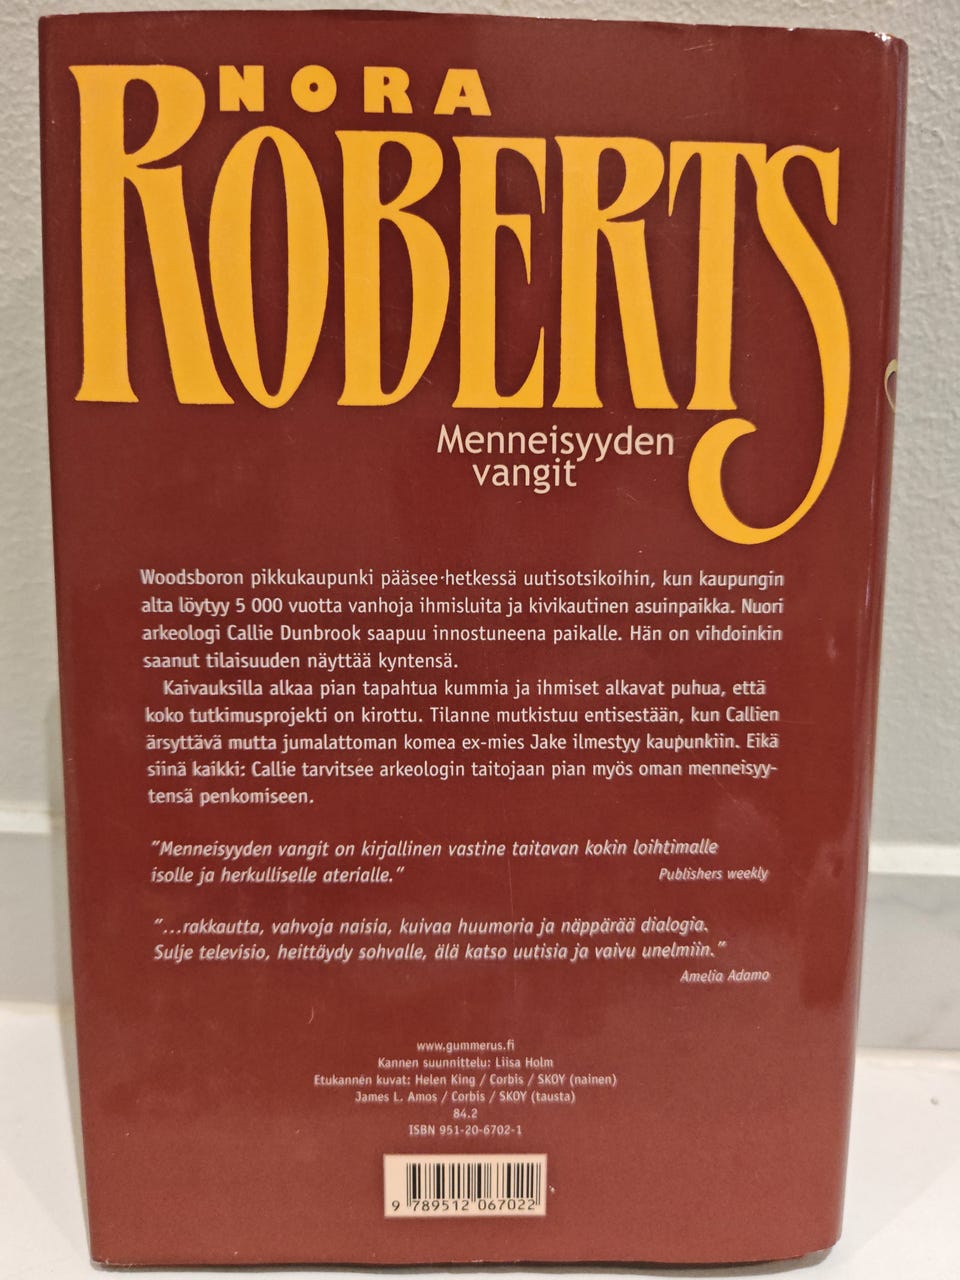 NORA
ROBERTS
Menneisyyden
vangit
Woodsboron pikkukaupunki pääsee hetkessä uutisotsikoihin, kun kaupungin
alta löytyy 5 000 vuotta vanhoja ihmisluita ja kivikautinen asuinpaikka. Nuori
arkeologi Callie Dunbrook saapuu innostuneena paikalle. Hän on vihdoinkin
saanut tilaisuuden näyttää kyntensä.
Kaivauksilla alkaa pian tapahtua kummia ja ihmiset alkavat puhua, että
koko tutkimusprojekti on kirottu. Tilanne mutkistuu entisestään, kun Callien
ärsyttävä mutta jumalattoman komea ex-mies Jake ilmestyy kaupunkiin. Eikä
siinä kaikki: Callie tarvitsee arkeologin taitojaan pian myös oman menneisyy-
tensä penkomiseen.
"Menneisyyden vangit on kirjallinen vastine taitavan kokin loihtimalle
isolle ja herkulliselle aterialle."
Publishers weekly
"...rakkautta, vahvoja naisia, kuivaa huumoria ja näppärää dialogia.
Sulje televisio, heittäydy sohvalle, älä katso uutisia ja vaivu unelmiin."
Amelia Adamo
www.gummerus.fi
Kannen suunnittelu: Liisa Holm
Etukannen kuvat: Helen King / Corbis / SKOY (nainen)
James L. Amos / Corbis / SKOY (tausta)
84.2
ISBN 951-20-6702-1
9 789512 067022